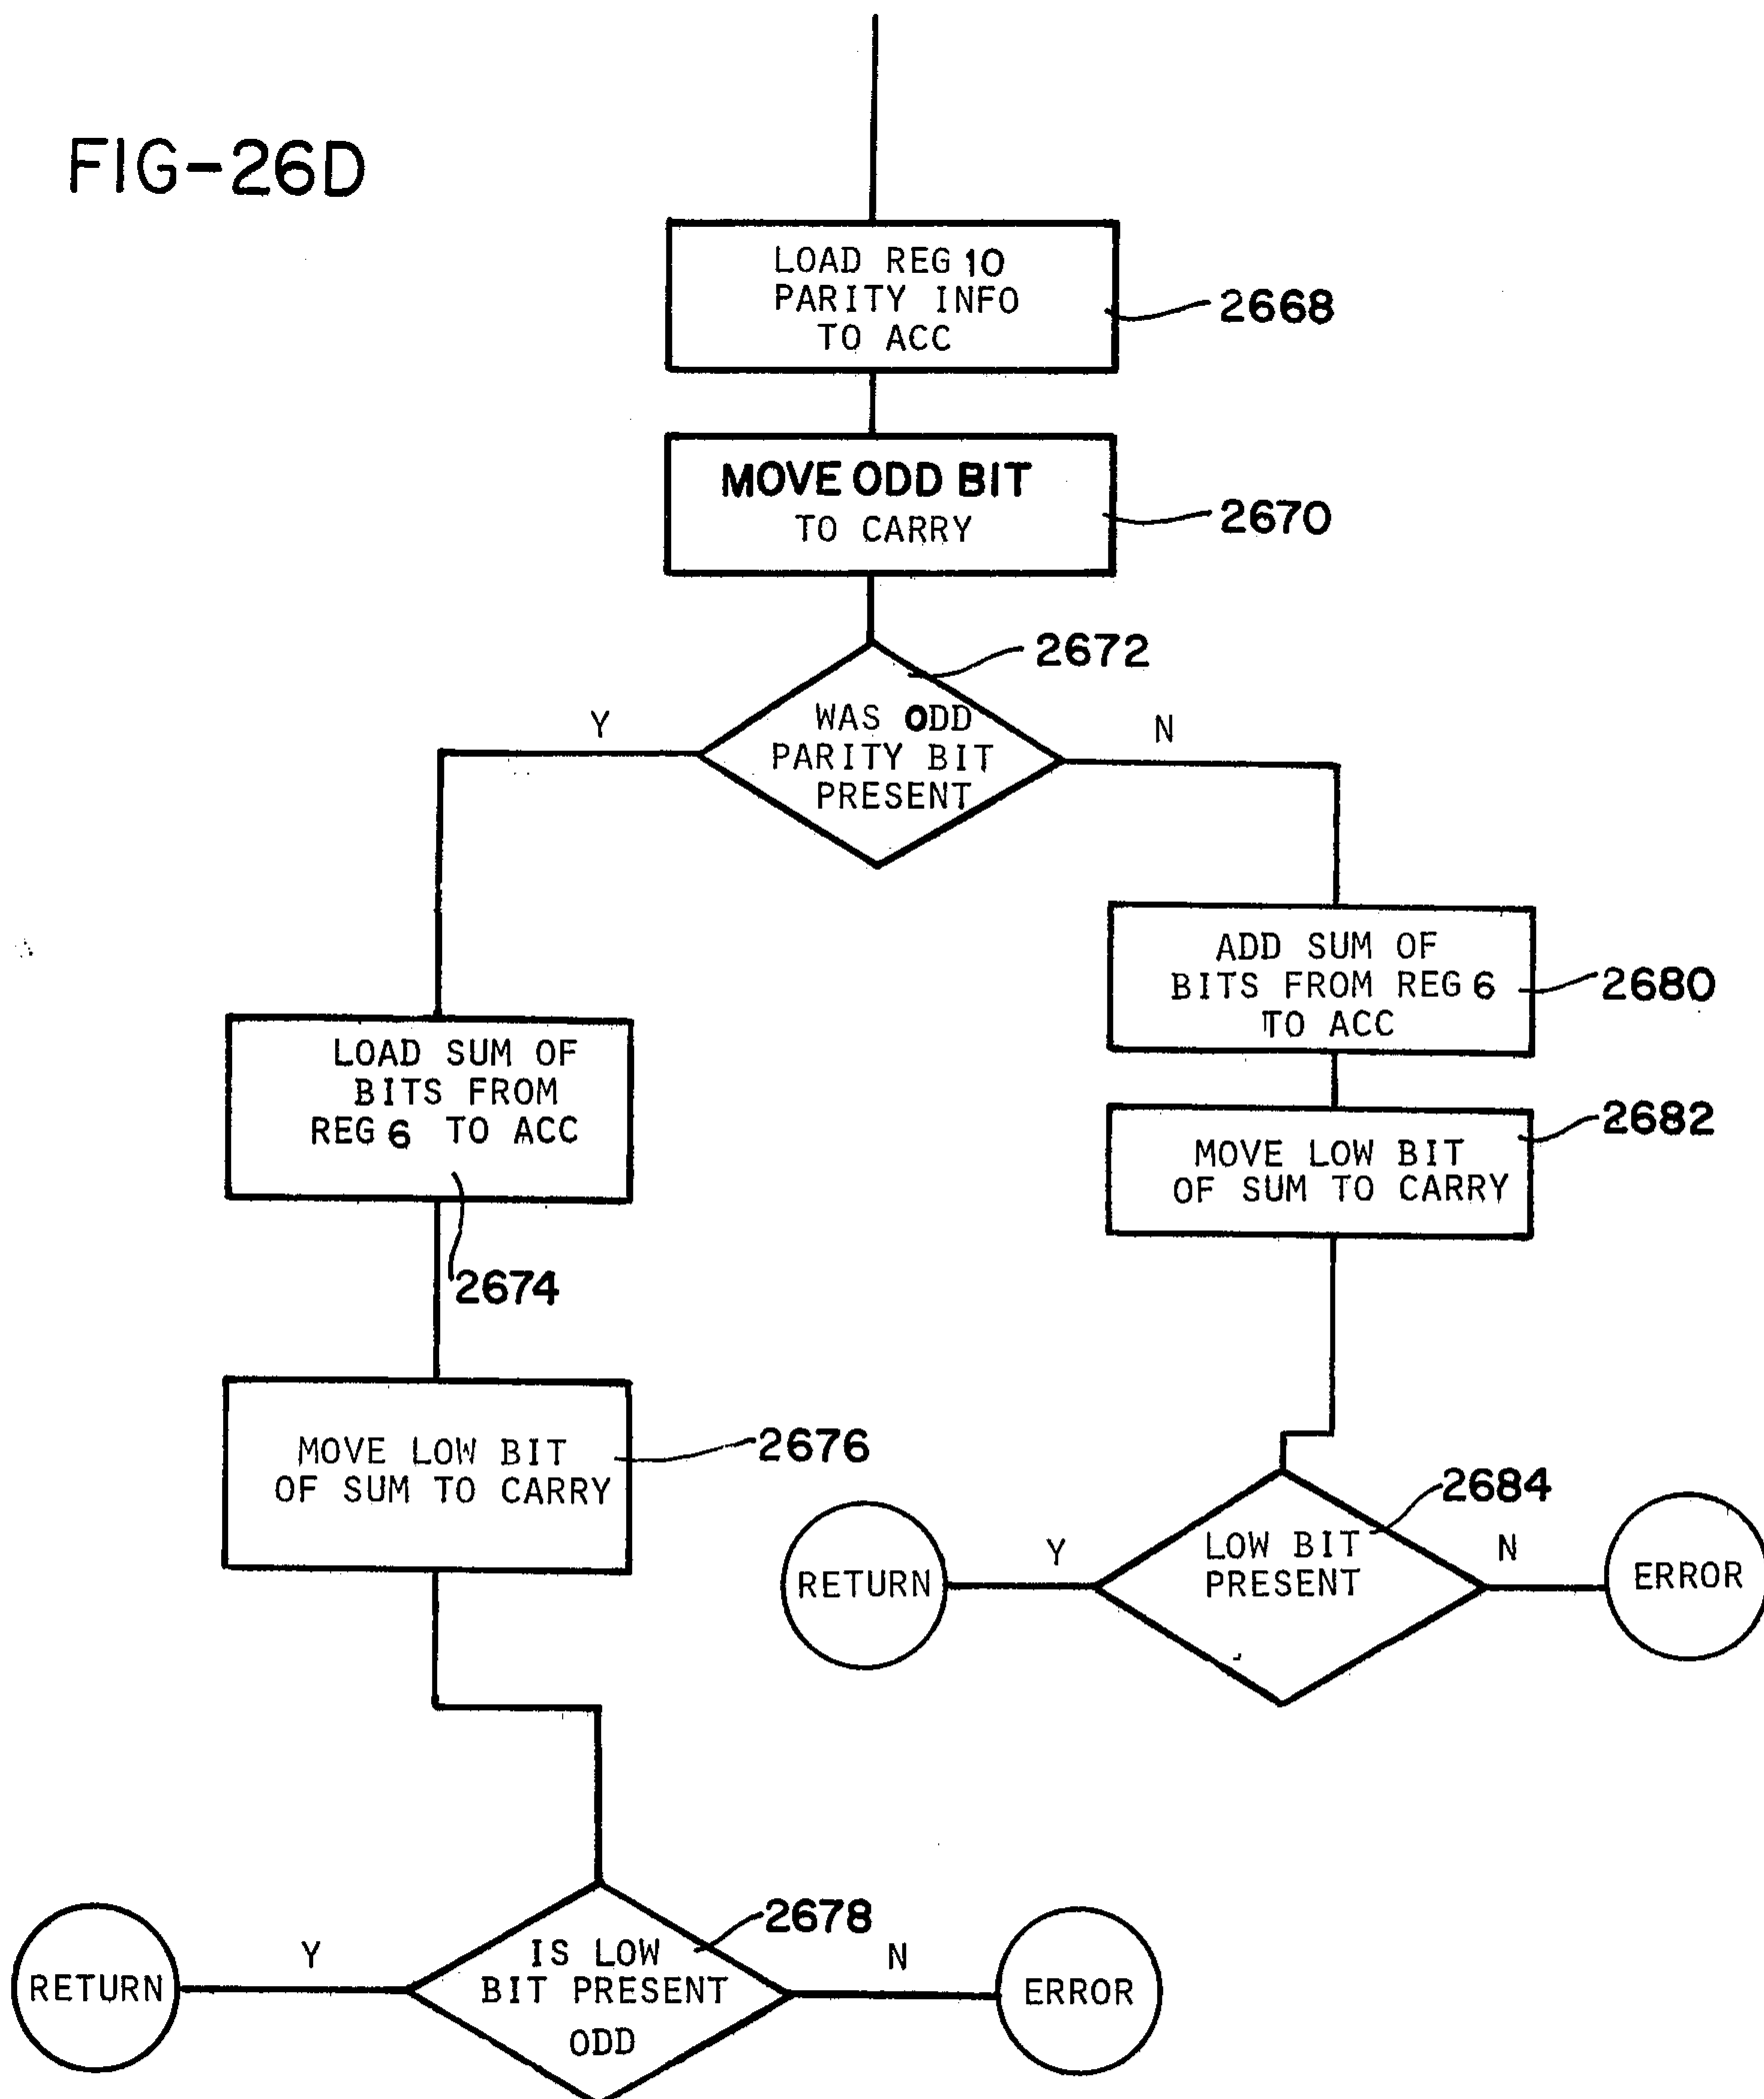 FIG-26D
LOAD REG 10
PARITY INFO
TO ACC
2668
MOVE ODD BIT
TO CARRY
2670
2672
WAS ODD
PARITY BIT
PRESENT
Y
N
ADD SUM OF
BITS FROM REG 6
TO ACC
2680
LOAD SUM OF
BITS FROM
REG 6 TO ACC
2674
MOVE LOW BIT
OF SUM TO CARRY
2682
MOVE LOW BIT
OF SUM TO CARRY
2676
2684
LOW BIT
PRESENT
Y
N
RETURN
ERROR
2678
IS LOW
BIT PRESENT
ODD
Y
N
RETURN
ERROR